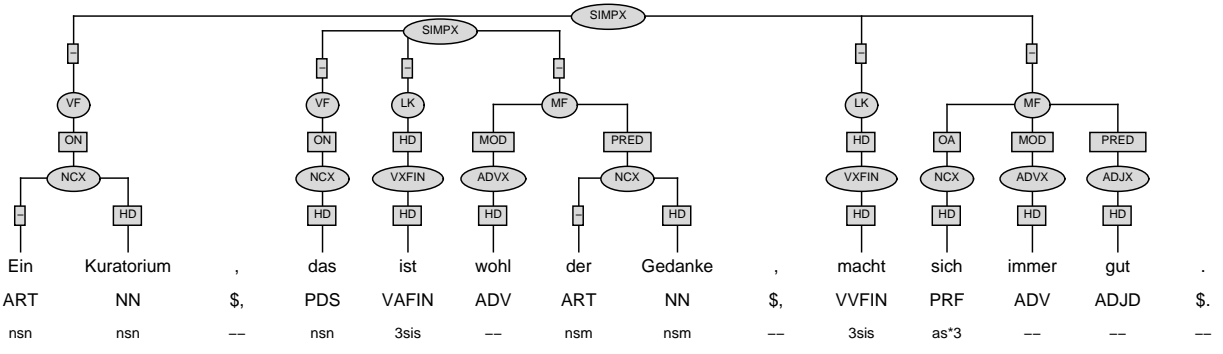 SIMPX
SIMPX
– – – – – –
VF VF LK MF LK MF
ON ON HD MOD PRED HD OA MOD PRED
NCX NCX VXFIN ADVX NCX VXFIN NCX ADVX ADJX
– HD HD HD HD – HD HD HD HD HD
Ein Kuratorium , das ist wohl der Gedanke , macht sich immer gut .
ART NN $, PDS VAFIN ADV ART NN $, VVFIN PRF ADV ADJD $.
nsn nsn –– nsn 3sis –– nsm nsm –– 3sis as*3 –– –– ––